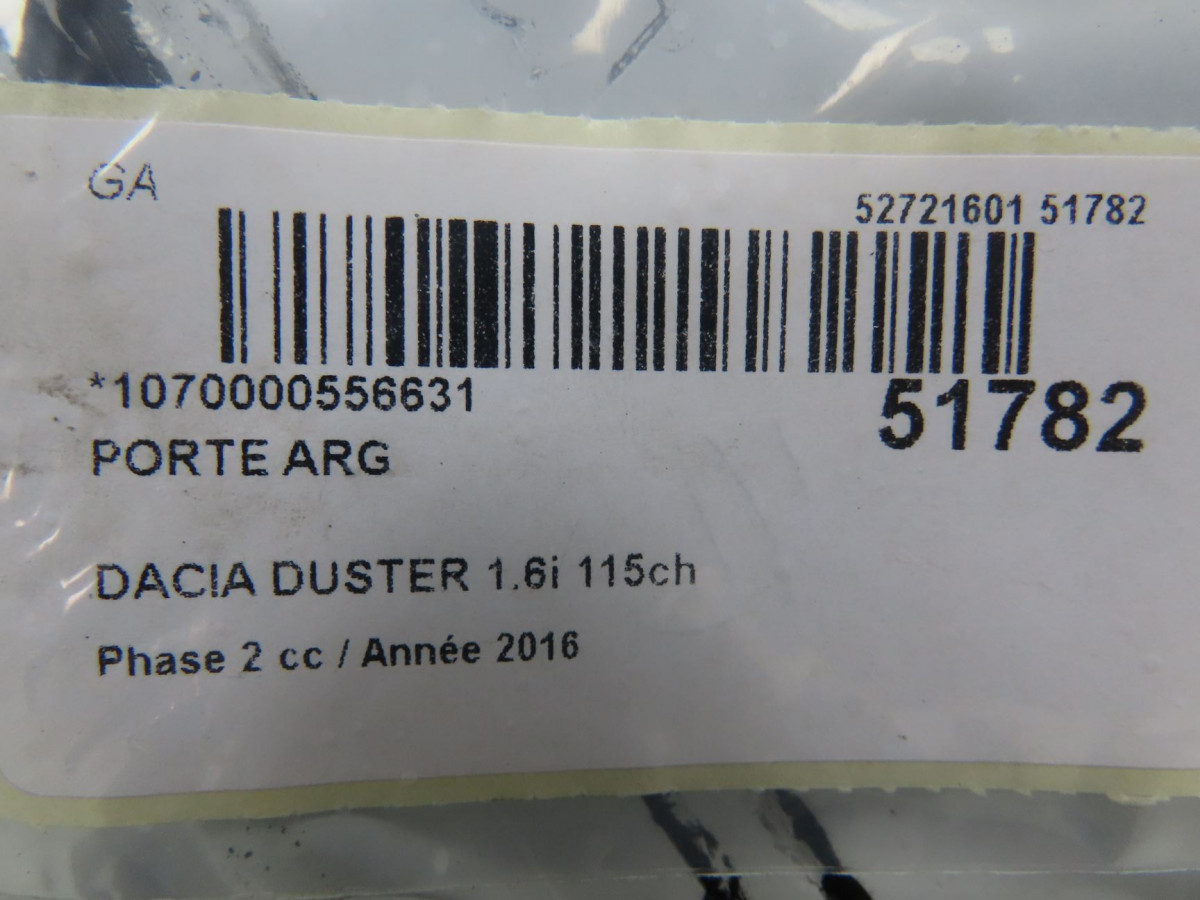 GA
52721601 51782
*1070000556631
51782
PORTE ARG
DACIA DUSTER 1.6i 115ch
Phase 2 cc / Année 2016